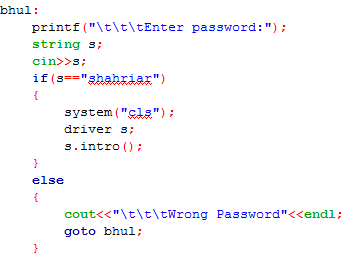 bhul:
    printf("\t\t\tEnter password:");
    string s;
    cin>>s;
    if(s=="shahriar")
    {
        system("cls");
        driver s;
        s.intro();
    }
    else
    {
        cout<<"\t\t\tWrong Password"<<endl;
        goto bhul;
    }